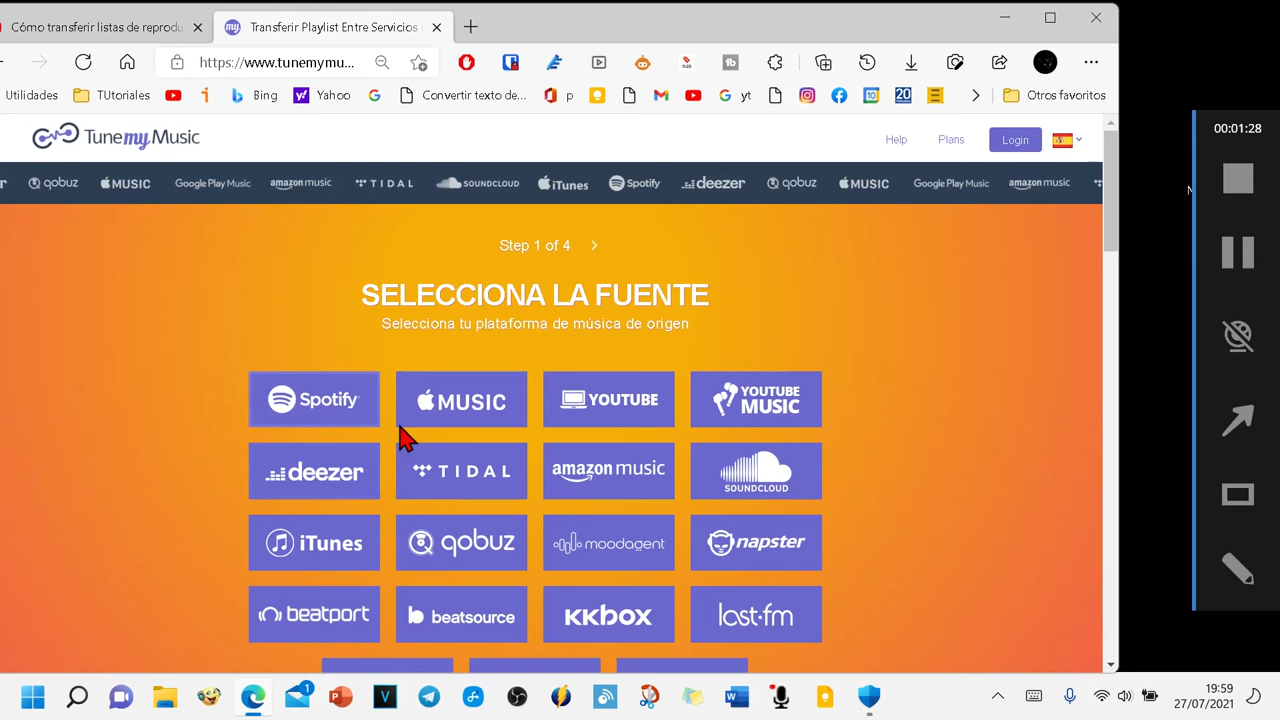 Cómo transferir listas de reprodu
Transferir Playlist Entre Servicios
https://www.tunemymu...
Utilidades
TUtoriales
Bing
Yahoo
Convertir texto de...
p
yt
20
Otros favoritos
TunemyMusic
Help
Plans
Login
qobuz
MUSIC
Google Play Music
amazon music
TIDAL
SOUNDCLOUD
iTunes
Spotify
deezer
qobuz
MUSIC
Google Play Music
amazon music
Step 1 of 4
SELECCIONA LA FUENTE
Selecciona tu plataforma de música de origen
Spotify
MUSIC
YOUTUBE
YOUTUBE MUSIC
deezer
TIDAL
amazon music
SOUNDCLOUD
iTunes
qobuz
moodagent
napster
beatport
beatsource
KKBOX
last.fm
00:01:28
1
19:59
27/07/2021